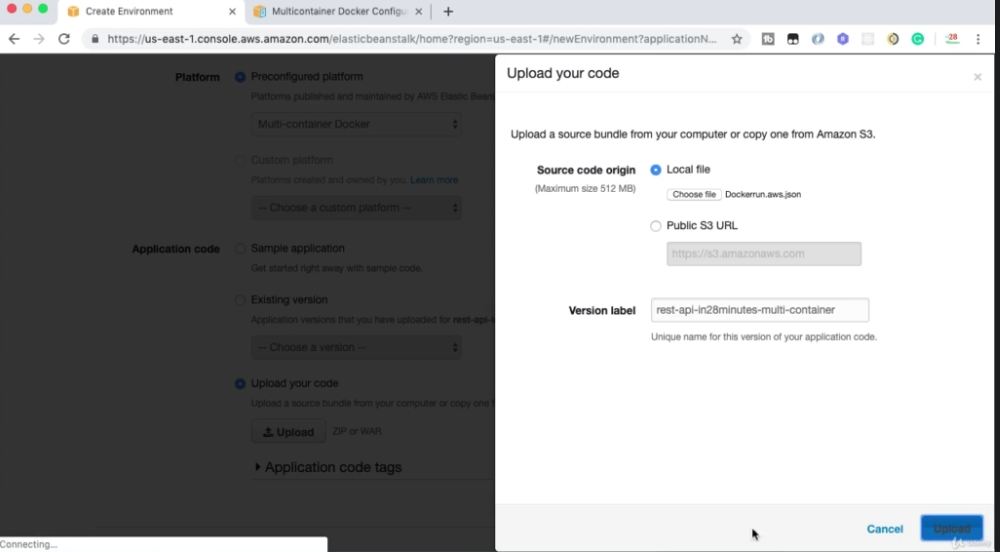 Create Environment
Multicontainer Docker Configu
https://us-east-1.console.aws.amazon.com/elasticbeanstalk/home?region=us-east-1#/newEnvironment?applicationN...
-28
Platform
Preconfigured platform
Platforms published and maintained by AWS Elastic Bean
Multi-container Docker
Custom platform
Platforms created and owned by you. Learn more
-- Choose a custom platform --
Application code
Sample application
Get started right away with sample code.
Existing version
Application versions that you have uploaded for rest-api-
-- Choose a version --
Upload your code
Upload a source bundle from your computer or copy one
Upload
ZIP or WAR
Application code tags
Connecting...
Upload your code
Upload a source bundle from your computer or copy one from Amazon S3.
Source code origin
(Maximum size 512 MB)
Local file
Choose file
Dockerrun.aws.json
Public S3 URL
https://s3.amazonaws.com
Version label
rest-api-in28minutes-multi-container
Unique name for this version of your application code.
Cancel
Upload